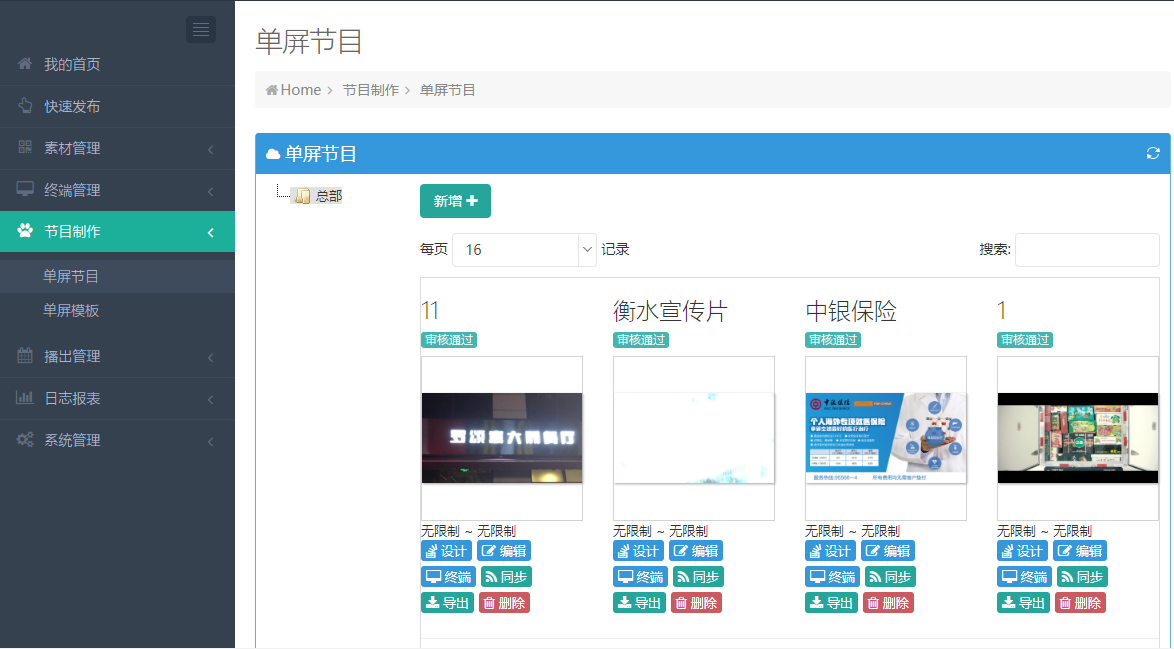 单屏节目
我的首页
快速发布
素材管理
终端管理
节目制作
单屏节目
单屏模板
播出管理
日志报表
系统管理
Home > 节目制作 > 单屏节目
单屏节目
总部
新增
每页 16 记录
搜索:
11 衡水宣传片 中银保险 1
审核通过 审核通过 审核通过 审核通过
个人海外专项就医保险
无限制 ~ 无限制 无限制 ~ 无限制 无限制 ~ 无限制 无限制 ~ 无限制
设计 编辑 设计 编辑 设计 编辑 设计 编辑
终端 同步 终端 同步 终端 同步 终端 同步
导出 删除 导出 删除 导出 删除 导出 删除